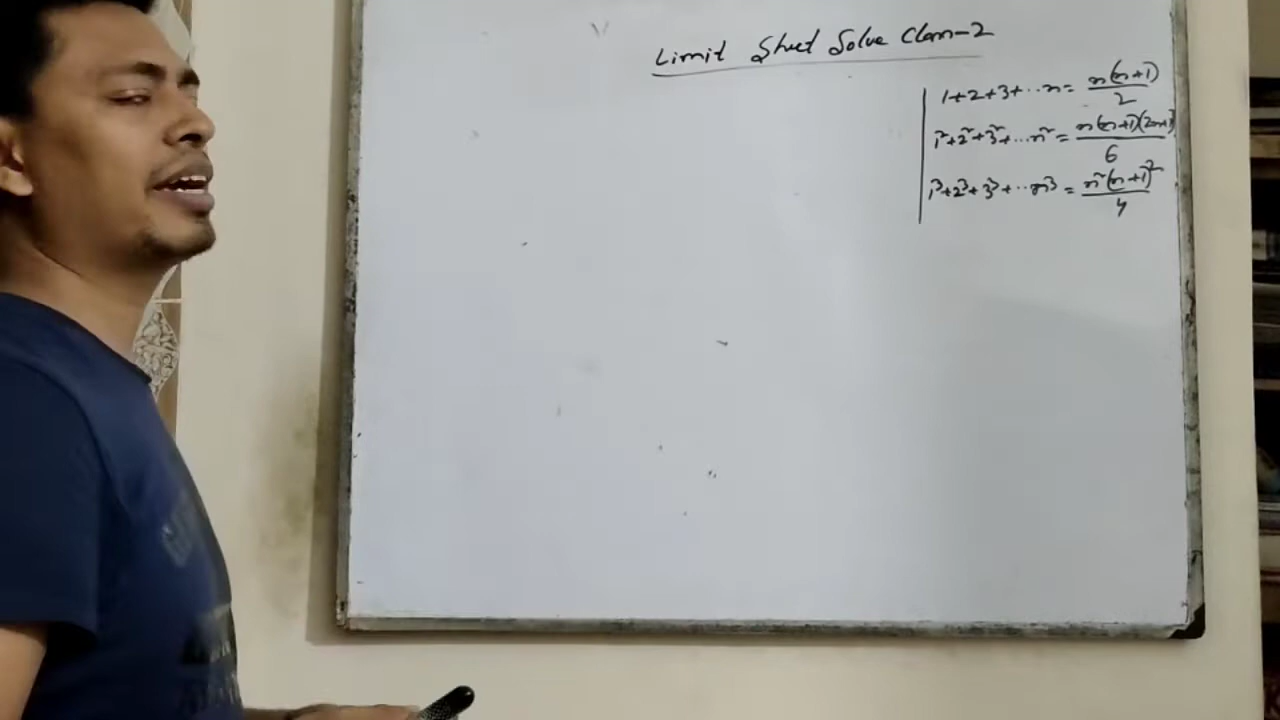 Limit Sheet Solve Class-2
1+2+3+...n = n(n+1)/2
1²+2²+3²+...n² = n(n+1)(2n+1)/6
1³+2³+3³+...n³ = n²(n+1)²/4